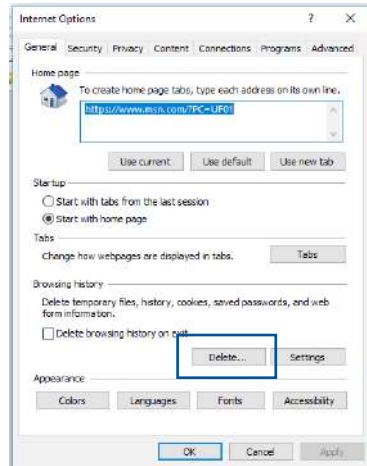 Internet Options ? X
General Security Privacy Content Connections Programs Advanced
Home page
To create home page tabs, type each address on its own line.
https://www.msn.com/?PC=UF01
Use current Use default Use new tab
Startup
Start with tabs from the last session
Start with home page
Tabs
Change how webpages are displayed in tabs. Tabs
Browsing history
Delete temporary files, history, cookies, saved passwords, and web
form information.
Delete browsing history on exit
Delete... Settings
Appearance
Colors Languages Fonts Accessibility
OK Cancel Apply